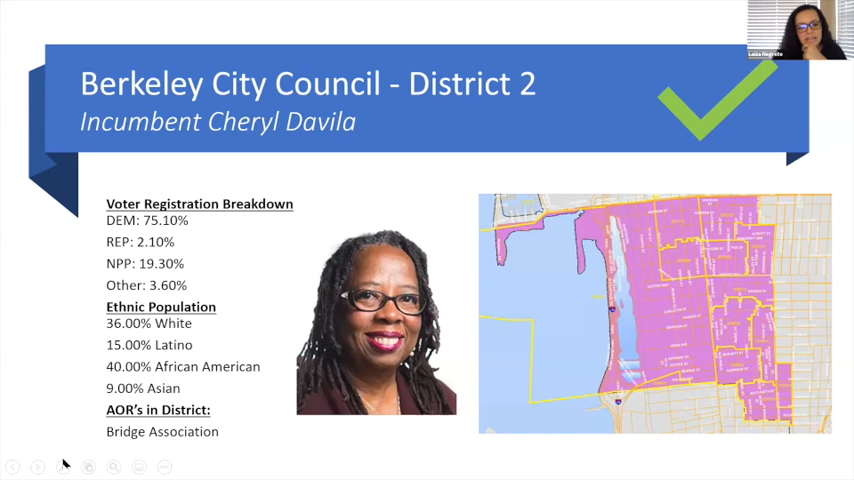 Berkeley City Council - District 2
Incumbent Cheryl Davila
Voter Registration Breakdown
DEM: 75.10%
REP: 2.10%
NPP: 19.30%
Other: 3.60%
Ethnic Population
36.00% White
15.00% Latino
40.00% African American
9.00% Asian
AOR's in District:
Bridge Association